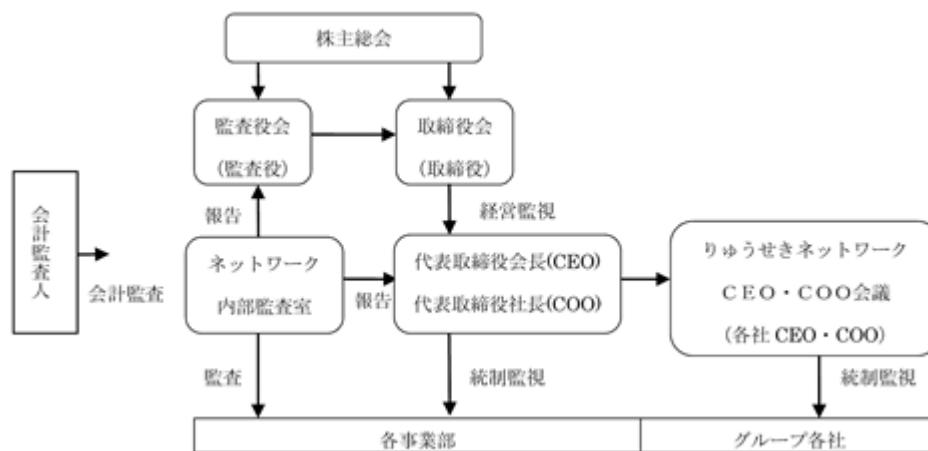 株主総会
監査役会
(監査役)
取締役会
(取締役)
報告
経営監視
会計監査人
会計監査
ネットワーク
内部監査室
報告
代表取締役会長(CEO)
代表取締役社長(COO)
りゅうせきネットワーク
ＣＥＯ・ＣＯＯ会議
(各社 CEO・COO)
監査
統制監視
統制監視
各事業部
グループ各社